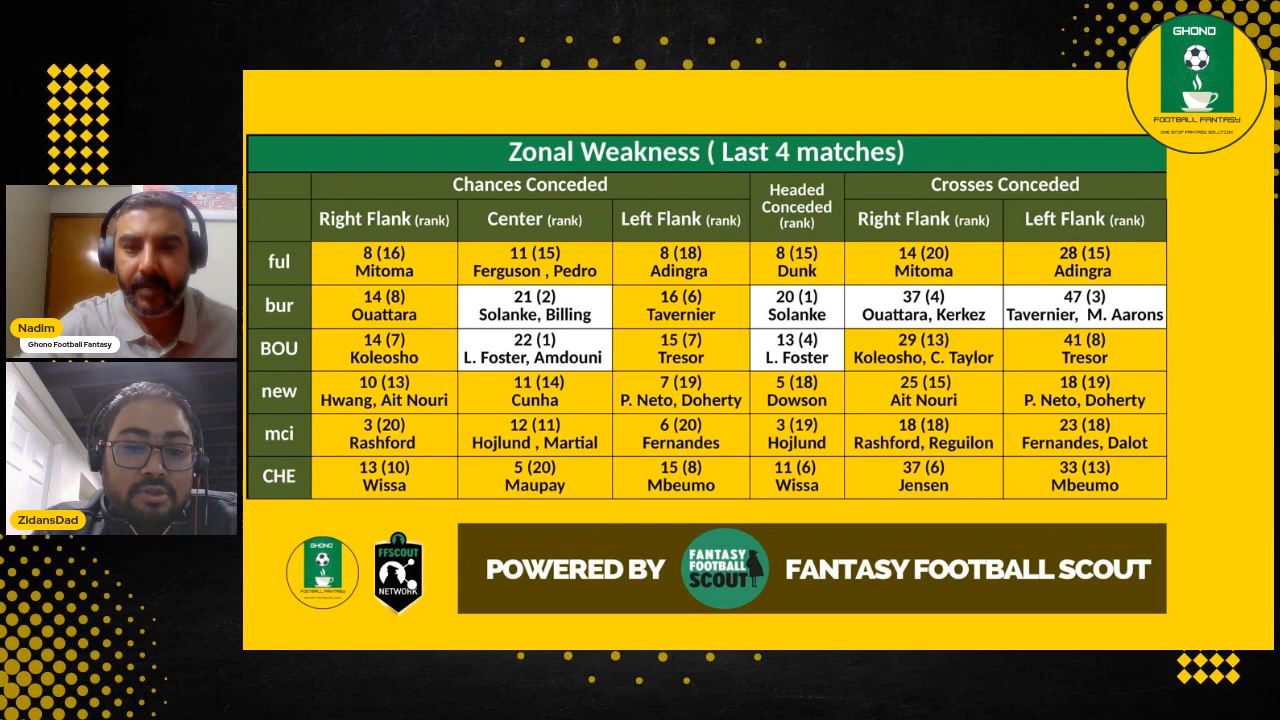 GHONO
FOOTBALL FANTASY
ONE STOP FANTASY SOLUTION
Zonal Weakness ( Last 4 matches)
Chances Conceded
Headed Conceded (rank)
Crosses Conceded
Right Flank (rank) Center (rank) Left Flank (rank) Right Flank (rank) Left Flank (rank)
ful 8 (16) 11 (15) 8 (18) 8 (15) 14 (20) 28 (15)
Mitoma Ferguson , Pedro Adingra Dunk Mitoma Adingra
bur 14 (8) 21 (2) 16 (6) 20 (1) 37 (4) 47 (3)
Ouattara Solanke, Billing Tavernier Solanke Ouattara, Kerkez Tavernier, M. Aarons
BOU 14 (7) 22 (1) 15 (7) 13 (4) 29 (13) 41 (8)
Koleosho L. Foster, Amdouni Tresor L. Foster Koleosho, C. Taylor Tresor
new 10 (13) 11 (14) 7 (19) 5 (18) 25 (15) 18 (19)
Hwang, Ait Nouri Cunha P. Neto, Doherty Dowson Ait Nouri P. Neto, Doherty
mci 3 (20) 12 (11) 6 (20) 3 (19) 18 (18) 23 (18)
Rashford Hojlund , Martial Fernandes Hojlund Rashford, Reguilon Fernandes, Dalot
CHE 13 (10) 5 (20) 15 (8) 11 (6) 37 (6) 33 (13)
Wissa Maupay Mbeumo Wissa Jensen Mbeumo
Nadim
Ghono Football Fantasy
ZidansDad
GHONO
FOOTBALL FANTASY
FFSCOUT
NETWORK
POWERED BY
FANTASY
FOOTBALL
SCOUT
FANTASY FOOTBALL SCOUT